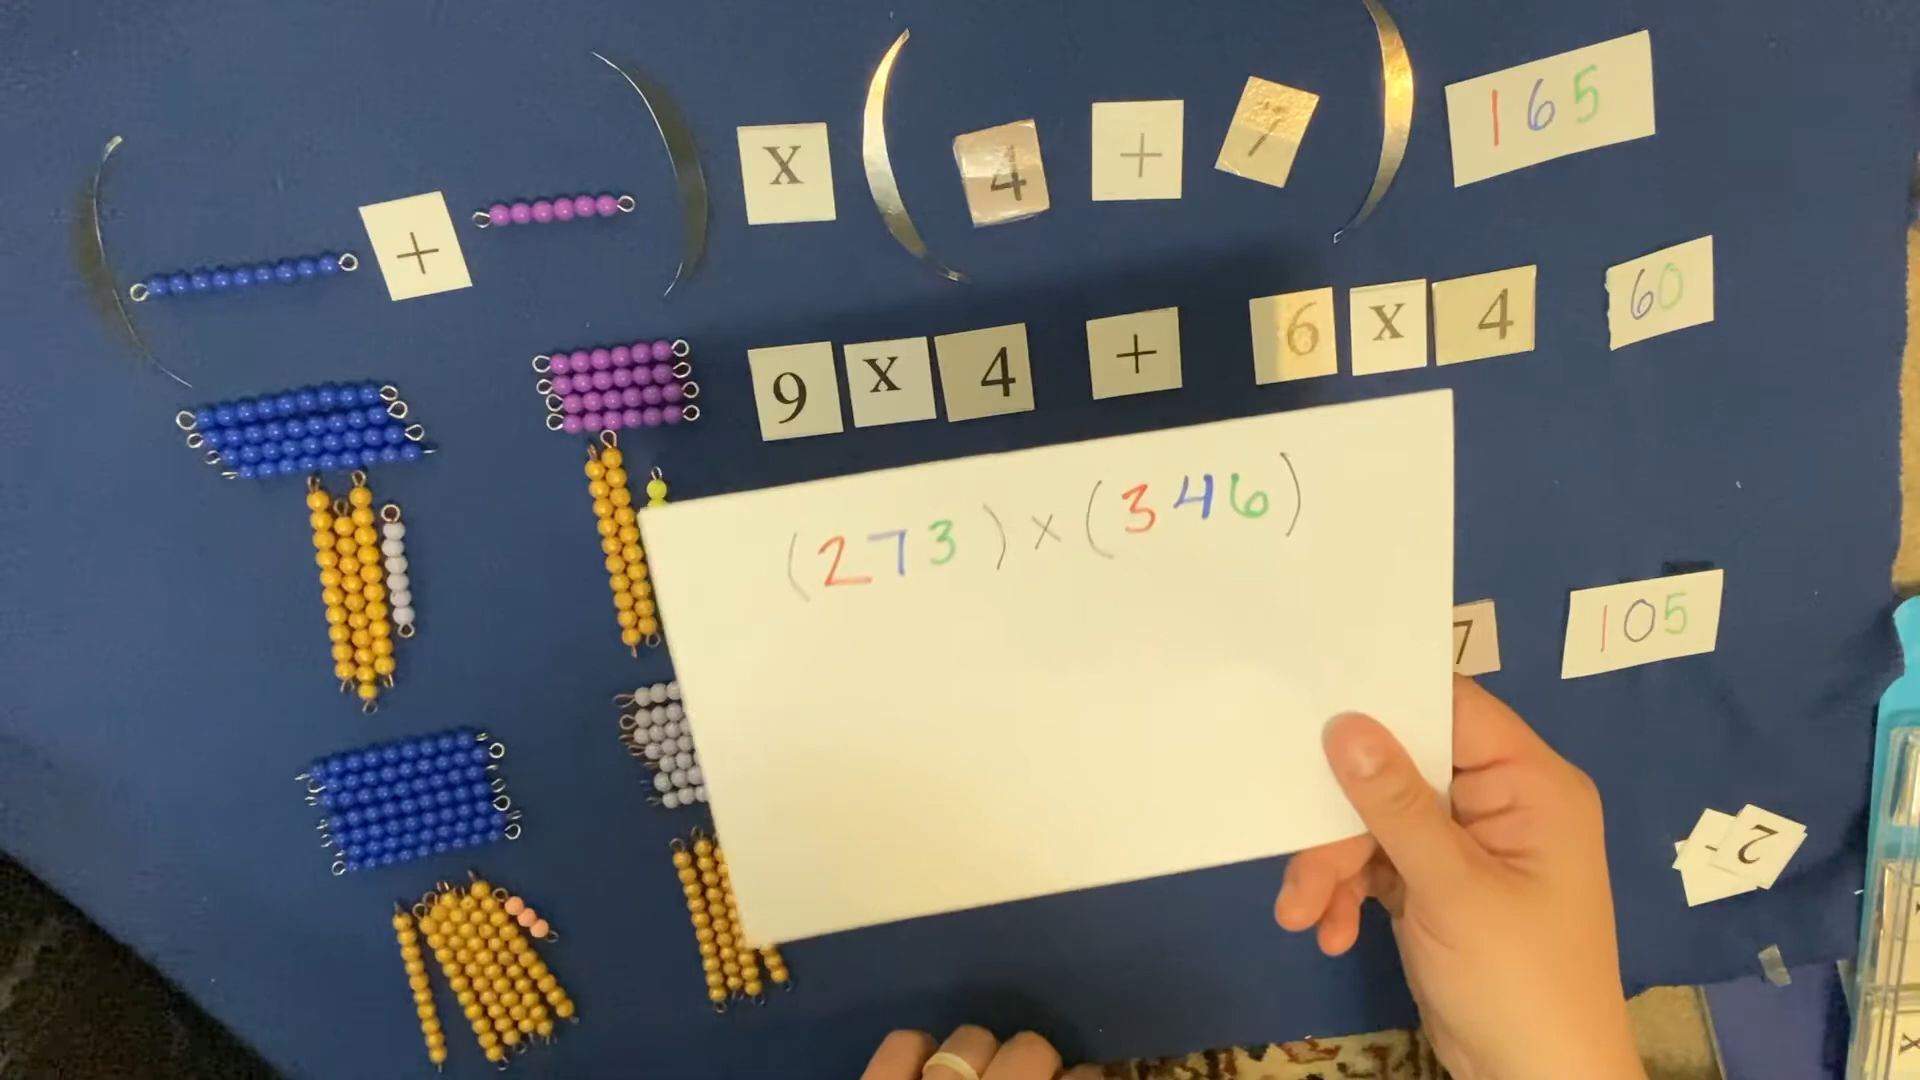 + x ( 4 + 7 ) 165
9 x 4 + 6 x 4 60
(273) x (346)
7 105
2
x